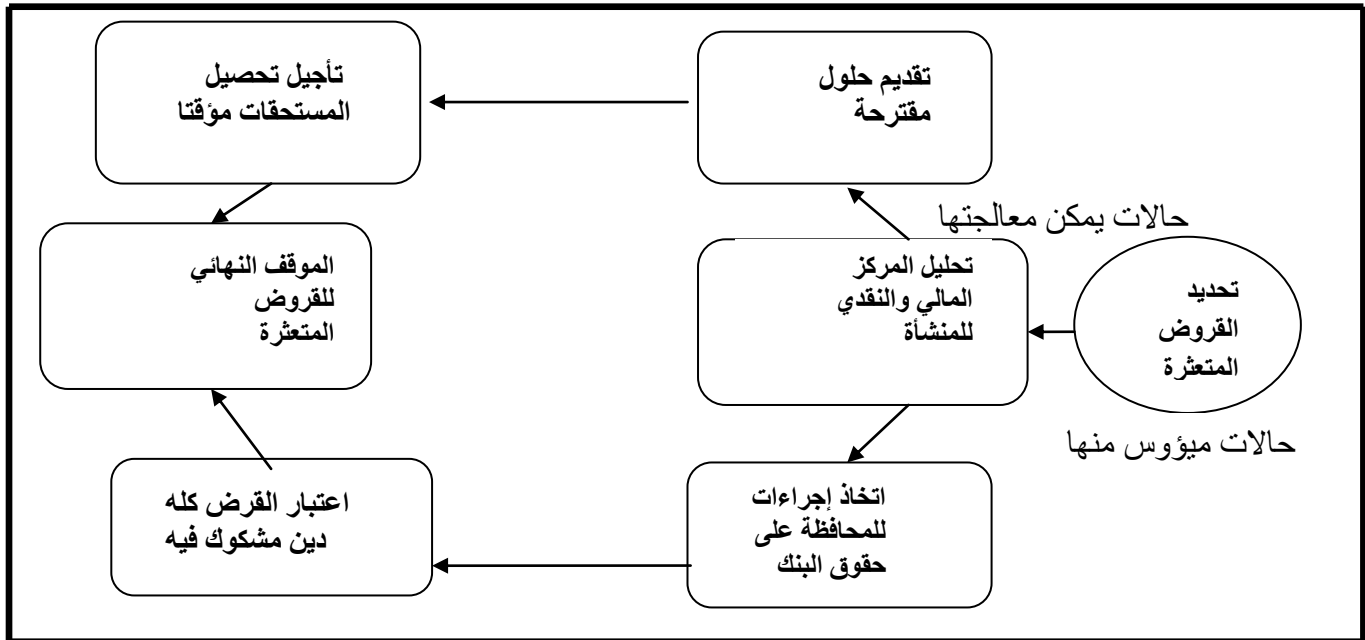 تقديم حلول
مقترحة
تأجيل تحصيل
المستحقات مؤقتا
حالات يمكن معالجتها
تحديد
القروض
المتعثرة
تحليل المركز
المالي والنقدي
للمنشأة
الموقف النهائي
للقروض
المتعثرة
حالات ميؤوس منها
اتخاذ إجراءات
للمحافظة على
حقوق البنك
اعتبار القرض كله
دين مشكوك فيه